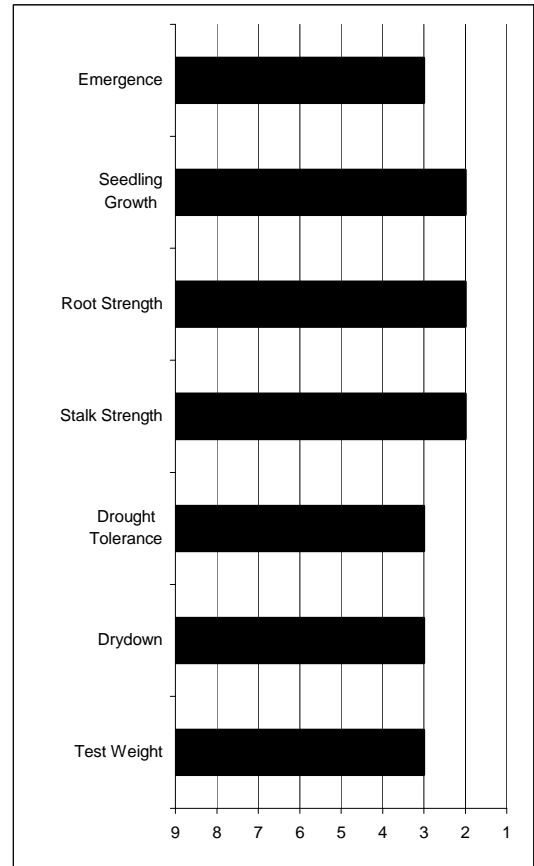 Emergence
Seedling
Growth
Root Strength
Stalk Strength
Drought
Tolerance
Drydown
Test Weight
9 8 7 6 5 4 3 2 1